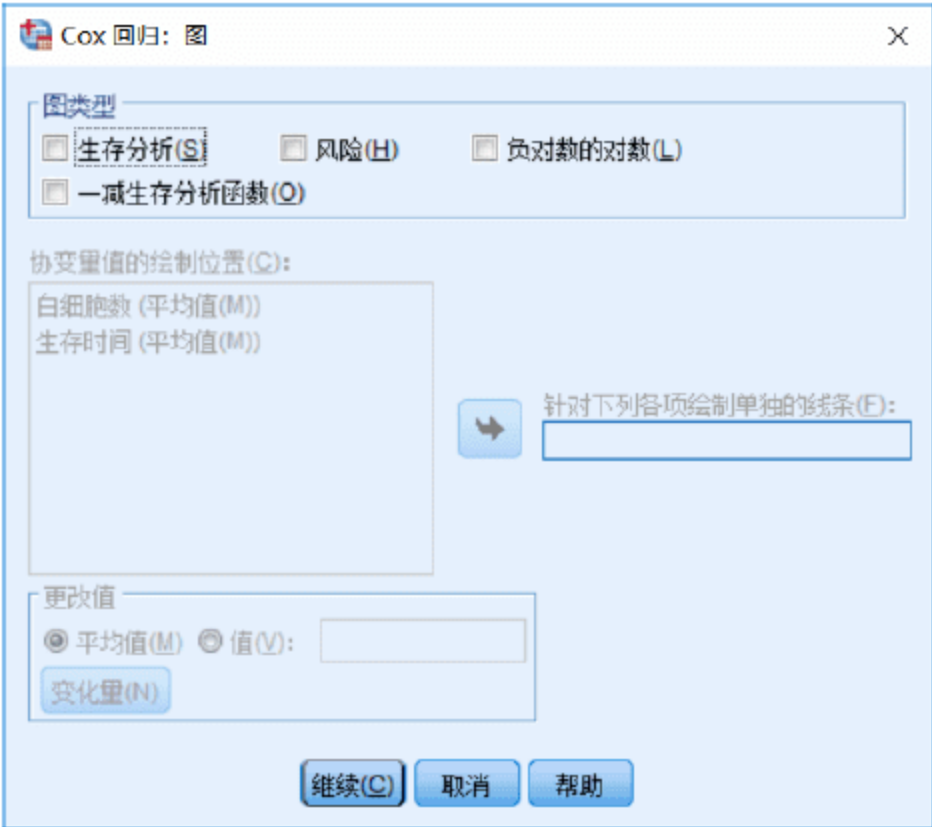 Cox 回归：图
图类型
生存分析(S) 风险(H) 负对数的对数(L)
一减生存分析函数(O)
协变量值的绘制位置(C):
白细胞数 (平均值(M))
生存时间 (平均值(M))
针对下列各项绘制单独的线条(F):
更改值
平均值(M) 值(V):
变化量(N)
继续(C) 取消 帮助